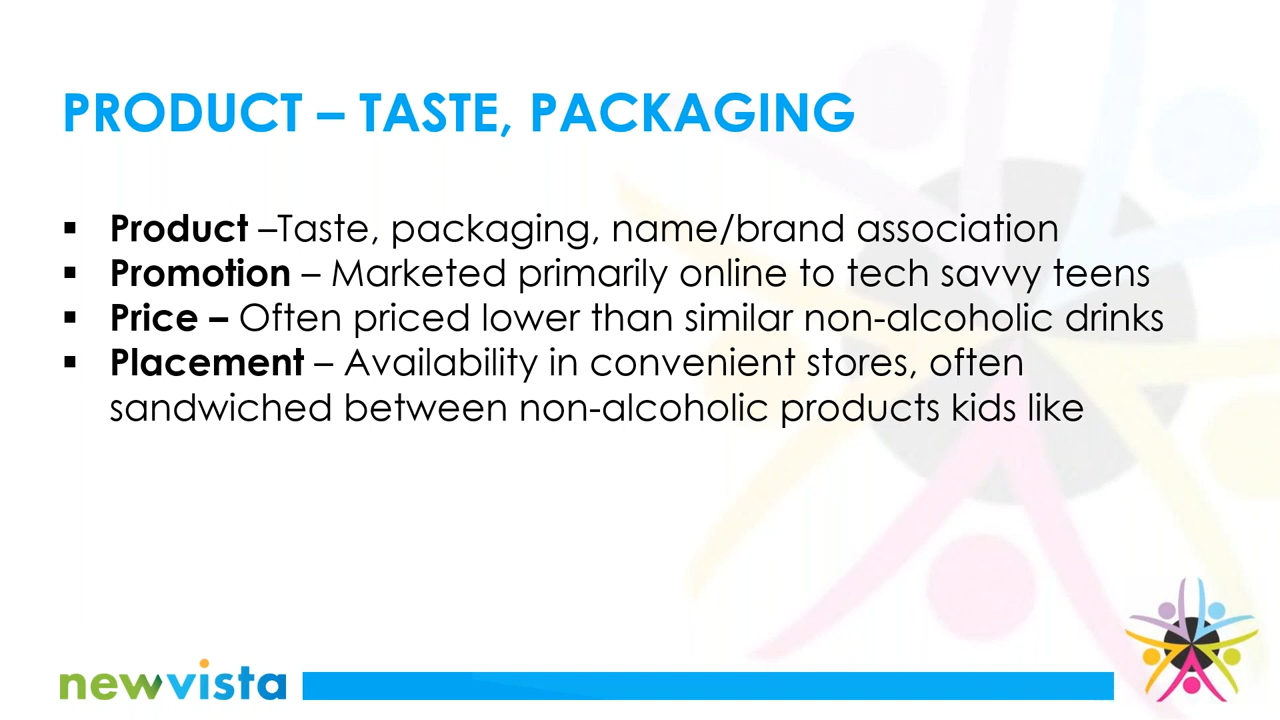 PRODUCT – TASTE, PACKAGING
▪ Product –Taste, packaging, name/brand association
▪ Promotion – Marketed primarily online to tech savvy teens
▪ Price – Often priced lower than similar non-alcoholic drinks
▪ Placement – Availability in convenient stores, often
sandwiched between non-alcoholic products kids like
newvista